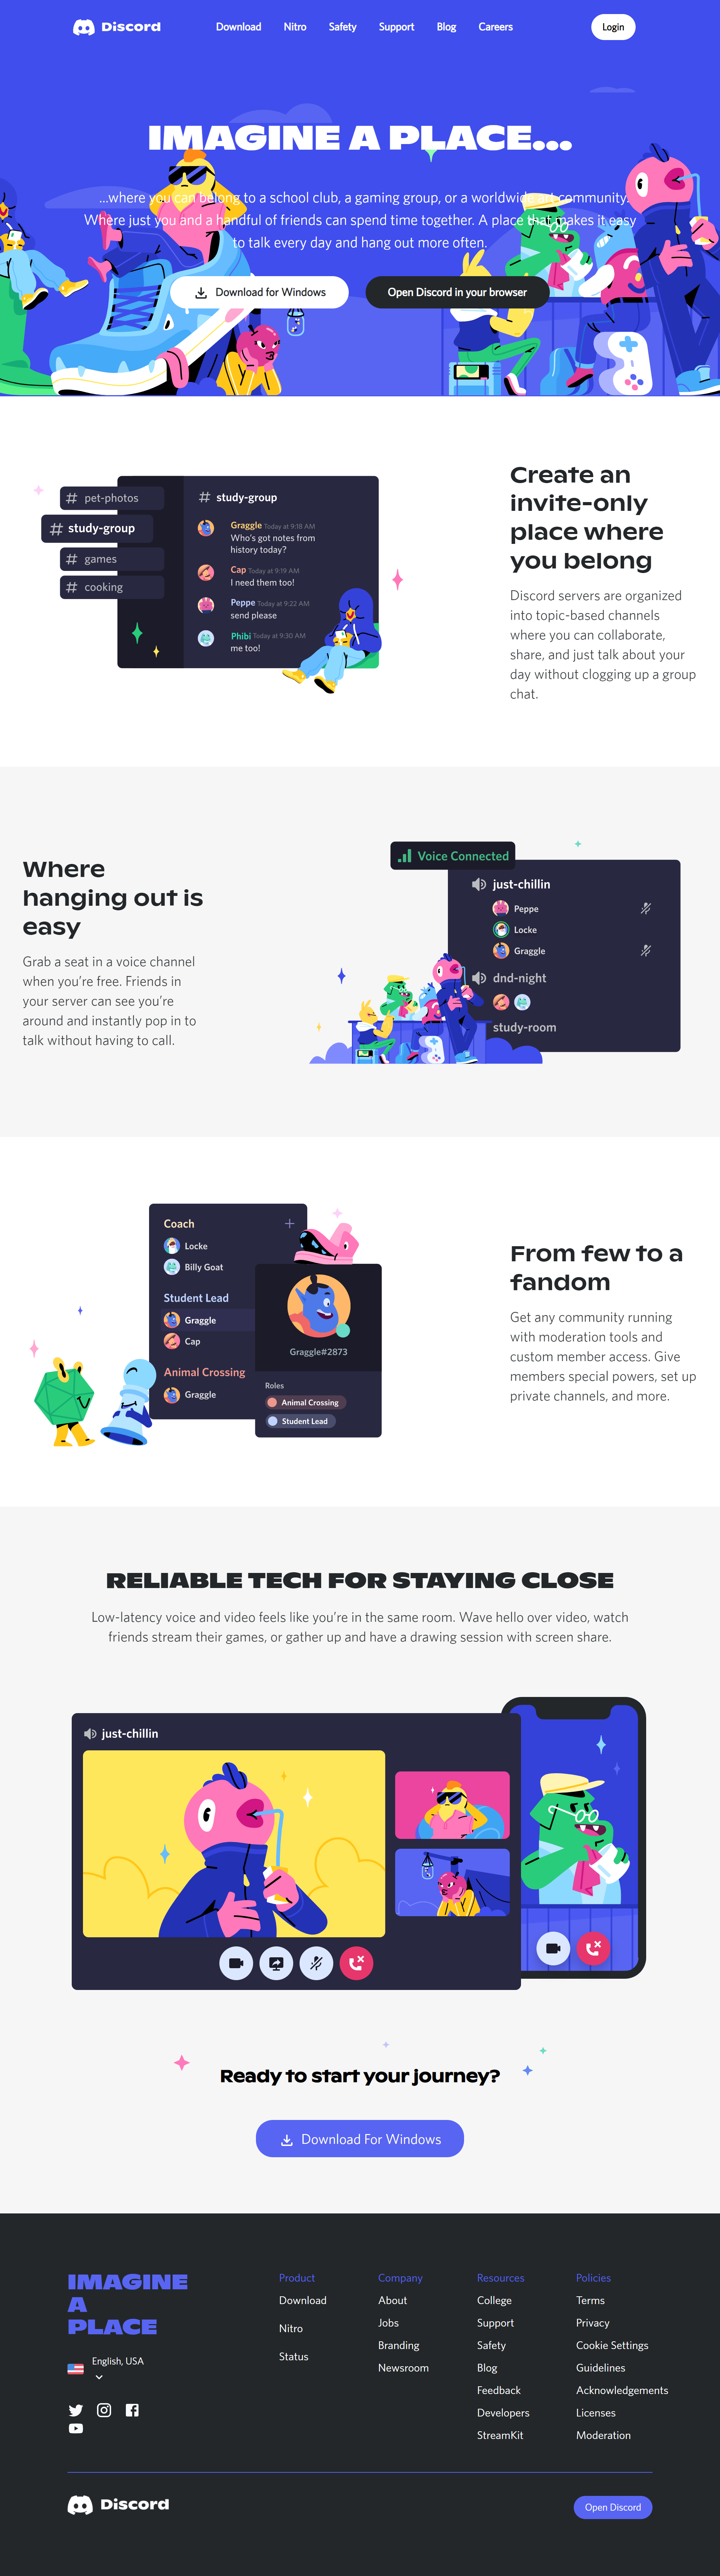 Discord
Download Nitro Safety Support Blog Careers
Login
IMAGINE A PLACE...
...where you can belong to a school club, a gaming group, or a worldwide art community.
Where just you and a handful of friends can spend time together. A place that makes it easy
to talk every day and hang out more often.
Download for Windows
Open Discord in your browser
# pet-photos
# study-group
# games
# cooking
# study-group
Graggle Today at 9:18 AM
Who's got notes from
history today?
Cap Today at 9:19 AM
I need them too!
Peppe Today at 9:22 AM
send please
Phibi Today at 9:30 AM
me too!
Create an
invite-only
place where
you belong
Discord servers are organized
into topic-based channels
where you can collaborate,
share, and just talk about your
day without clogging up a group
chat.
Where
hanging out is
easy
Grab a seat in a voice channel
when you're free. Friends in
your server can see you're
around and instantly pop in to
talk without having to call.
Voice Connected
just-chillin
Peppe
Locke
Graggle
dnd-night
study-room
Coach
Locke
Billy Goat
Student Lead
Graggle
Cap
Animal Crossing
Graggle
Graggle#2873
Roles
Animal Crossing
Student Lead
From few to a
fandom
Get any community running
with moderation tools and
custom member access. Give
members special powers, set up
private channels, and more.
RELIABLE TECH FOR STAYING CLOSE
Low-latency voice and video feels like you're in the same room. Wave hello over video, watch
friends stream their games, or gather up and have a drawing session with screen share.
just-chillin
Ready to start your journey?
Download For Windows
IMAGINE
A
PLACE
English, USA
Product
Download
Nitro
Status
Company
About
Jobs
Branding
Newsroom
Resources
College
Support
Safety
Blog
Feedback
Developers
StreamKit
Policies
Terms
Privacy
Cookie Settings
Guidelines
Acknowledgements
Licenses
Moderation
Discord
Open Discord